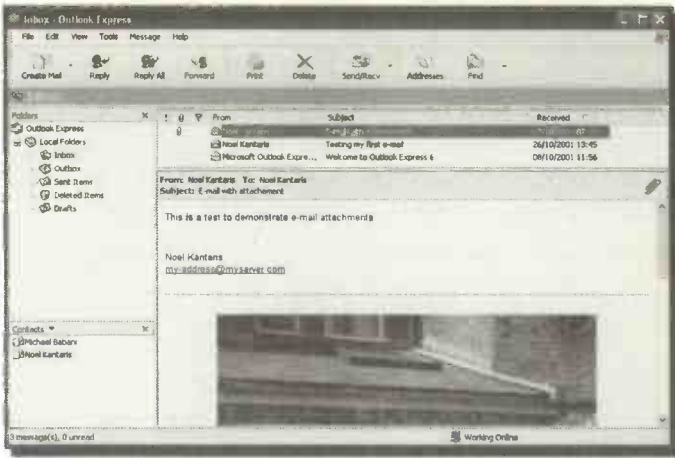 Inbox - Outlook Express
File Edit View Tools Message Help
Create Mail Reply Reply All Forward Print Delete Send/Recv Addresses Find
Folders
Outlook Express
Local Folders
Inbox
Outbox
Sent Items
Deleted Items
Drafts
Contacts
Michael Babary
Noel Kantaris
! From Subject Received
Noel Kantaris
Noel Kantaris Testing my first e-mail 26/10/2001 13:45
Microsoft Outlook Expre... Welcome to Outlook Express 6 08/10/2001 11:56
From: Noel Kantaris To: Noel Kantaris
Subject: E-mail with attachement
This is a test to demonstrate e-mail attachments
Noel Kantaris
my-address@myserver.com
3 message(s), 0 unread
Working Online